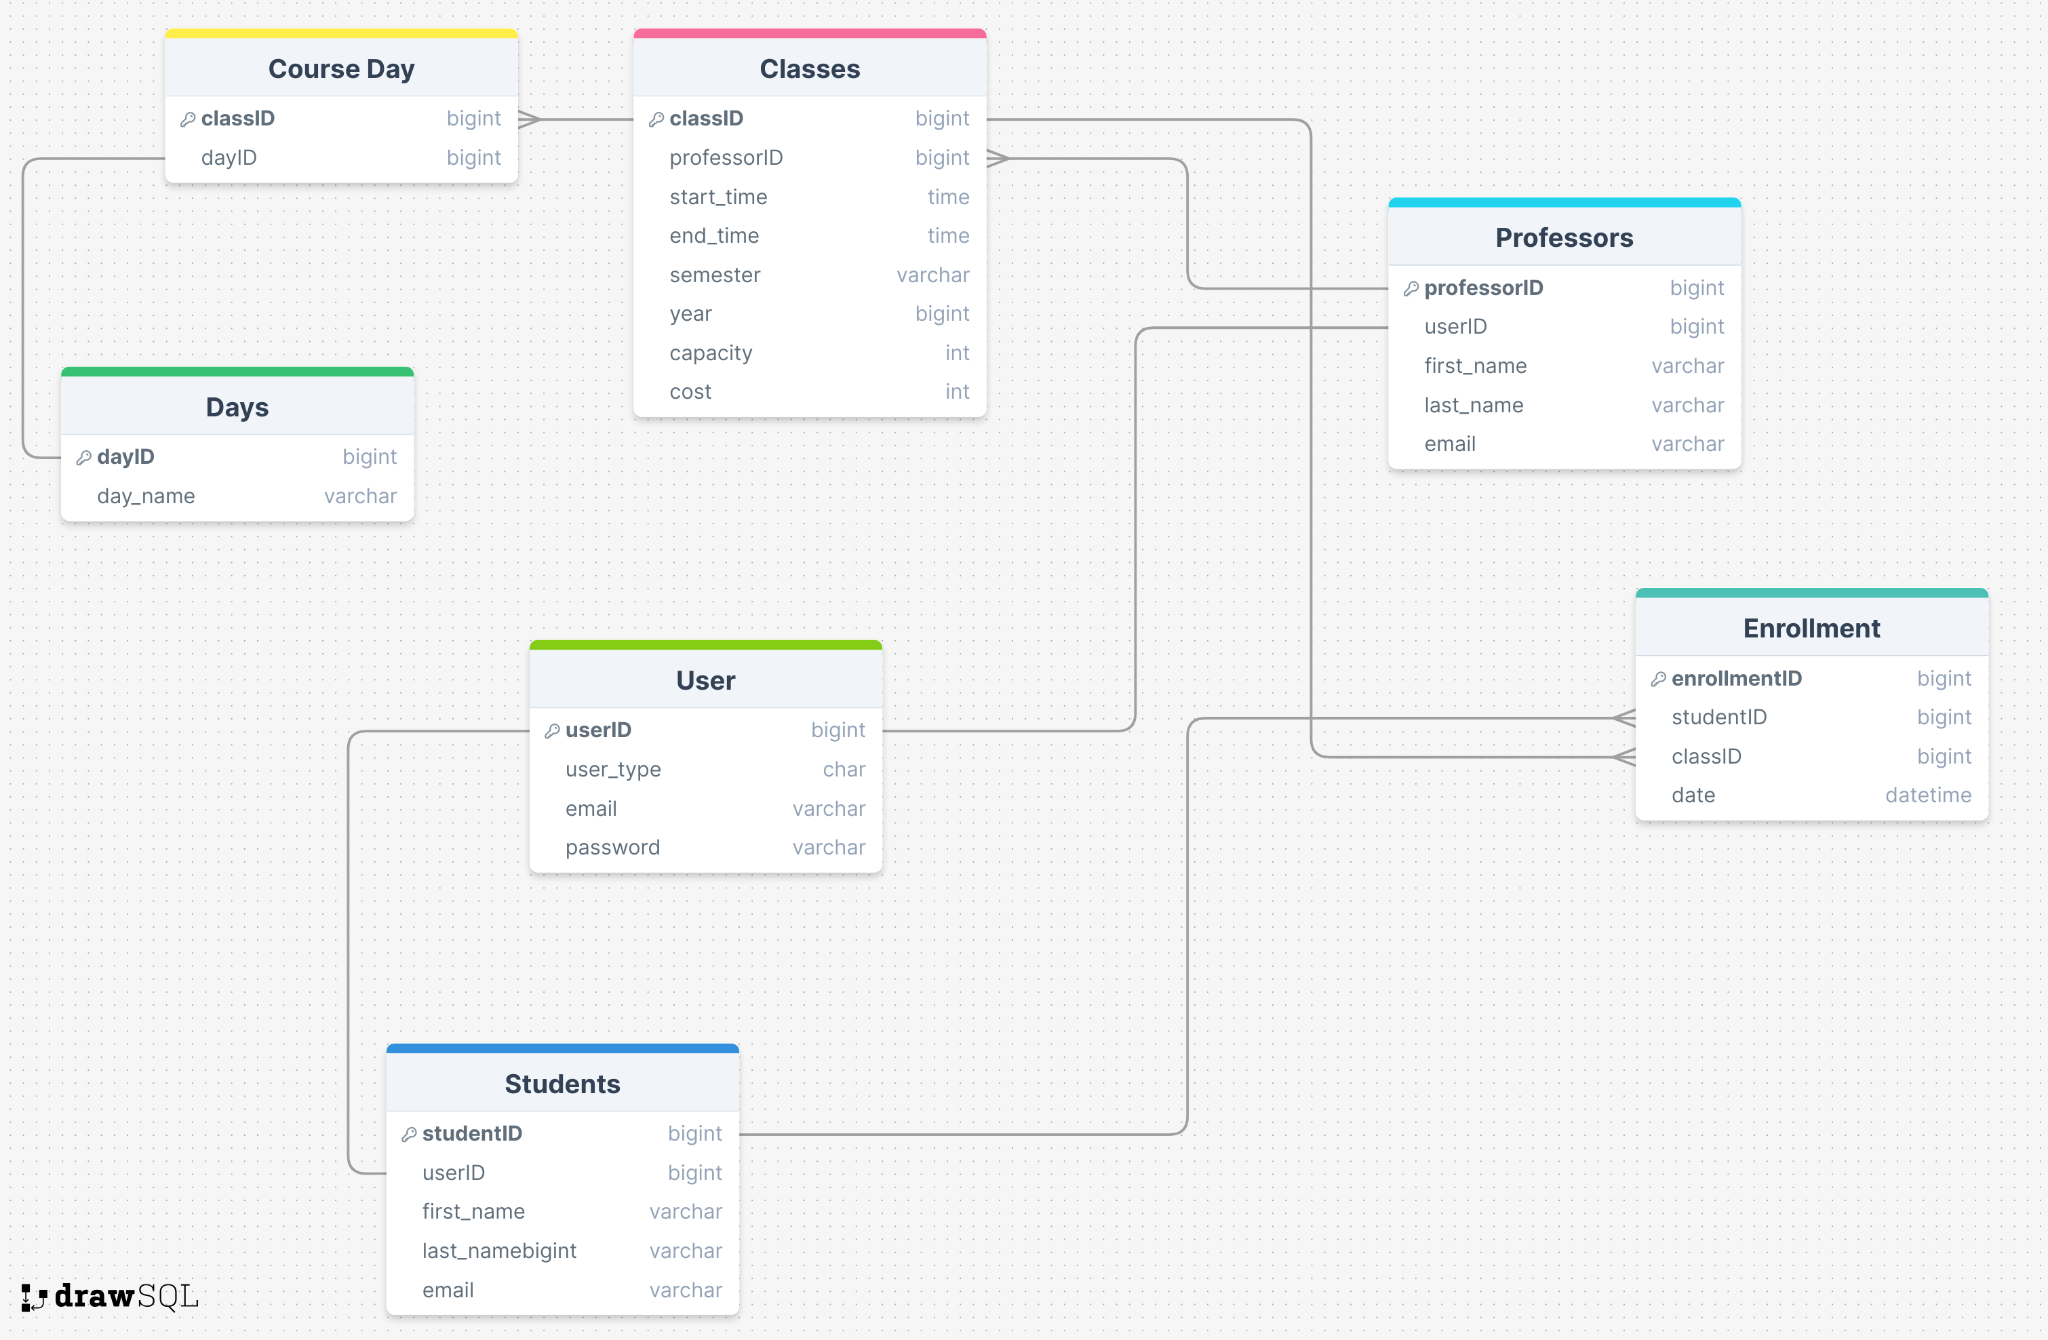 Course Day
classID bigint
dayID bigint
Classes
classID bigint
professorID bigint
start_time time
end_time time
semester varchar
year bigint
capacity int
cost int
Professors
professorID bigint
userID bigint
first_name varchar
last_name varchar
email varchar
Days
dayID bigint
day_name varchar
User
userID bigint
user_type char
email varchar
password varchar
Enrollment
enrollmentID bigint
studentID bigint
classID bigint
date datetime
Students
studentID bigint
userID bigint
first_name varchar
last_namebigint varchar
email varchar
drawSQL